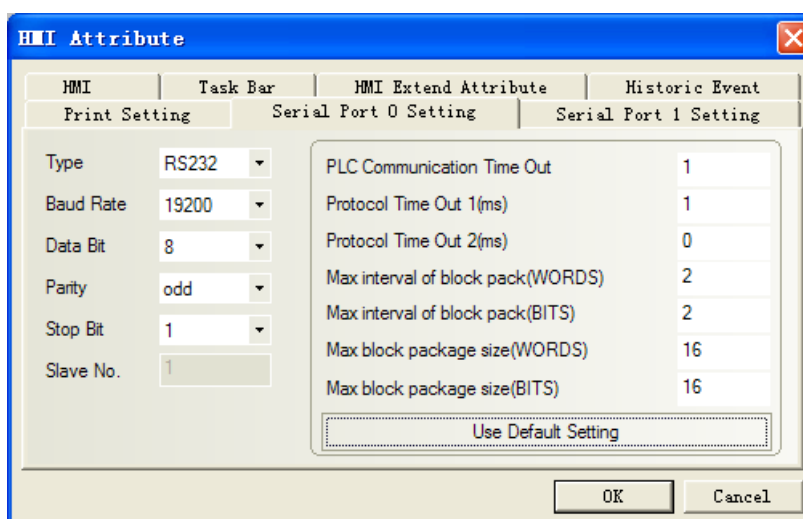 HMI Attribute
HMI Task Bar HMI Extend Attribute Historic Event
Print Setting Serial Port 0 Setting Serial Port 1 Setting
Type RS232
Baud Rate 19200
Data Bit 8
Parity odd
Stop Bit 1
Slave No. 1
PLC Communication Time Out 1
Protocol Time Out 1(ms) 1
Protocol Time Out 2(ms) 0
Max interval of block pack(WORDS) 2
Max interval of block pack(BITS) 2
Max block package size(WORDS) 16
Max block package size(BITS) 16
Use Default Setting
OK Cancel